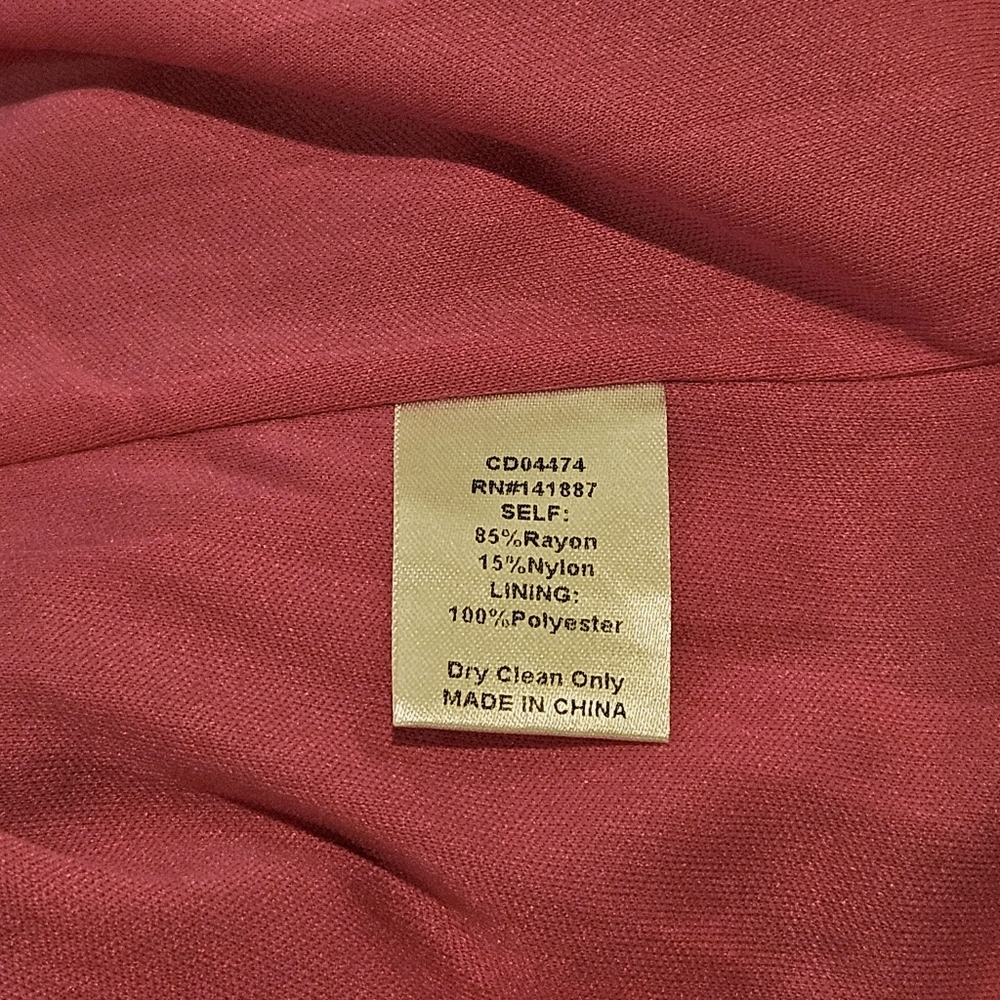 CD04474
RN#141887
SELF:
85%Rayon
15%Nylon
LINING:
100%Polyester
Dry Clean Only
MADE IN CHINA